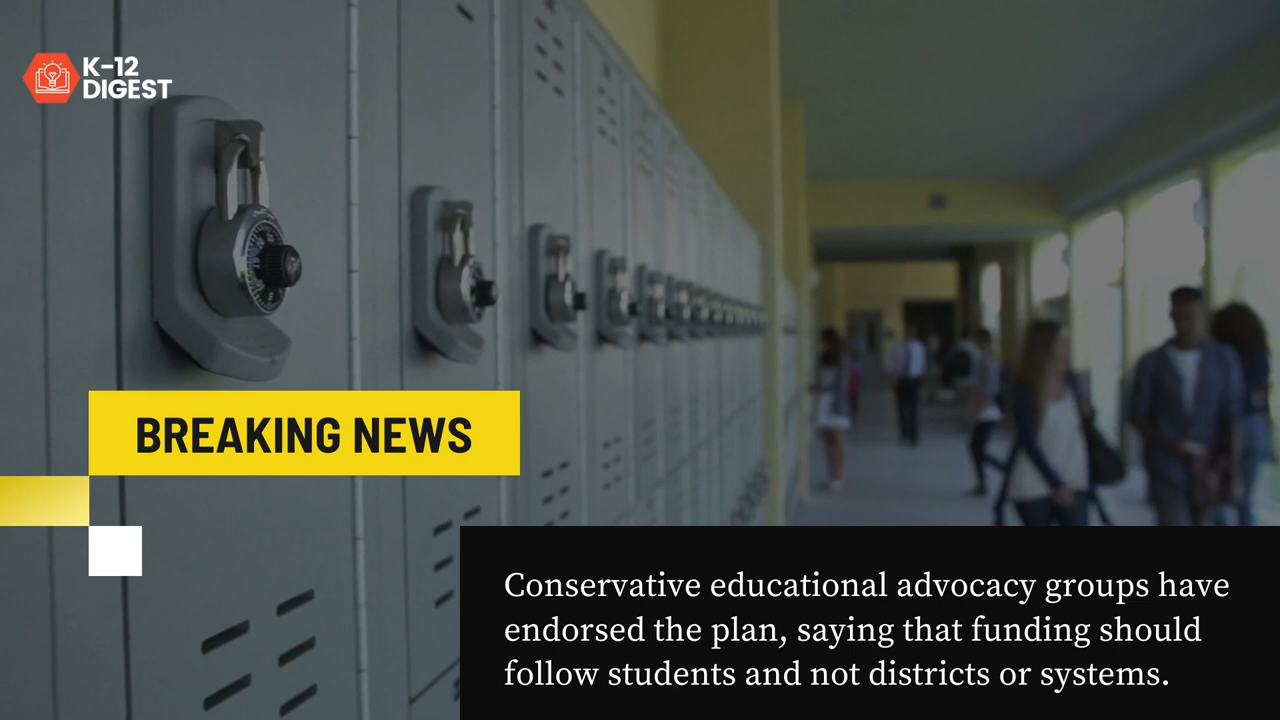 K-12
DIGEST
BREAKING NEWS
Conservative educational advocacy groups have
endorsed the plan, saying that funding should
follow students and not districts or systems.